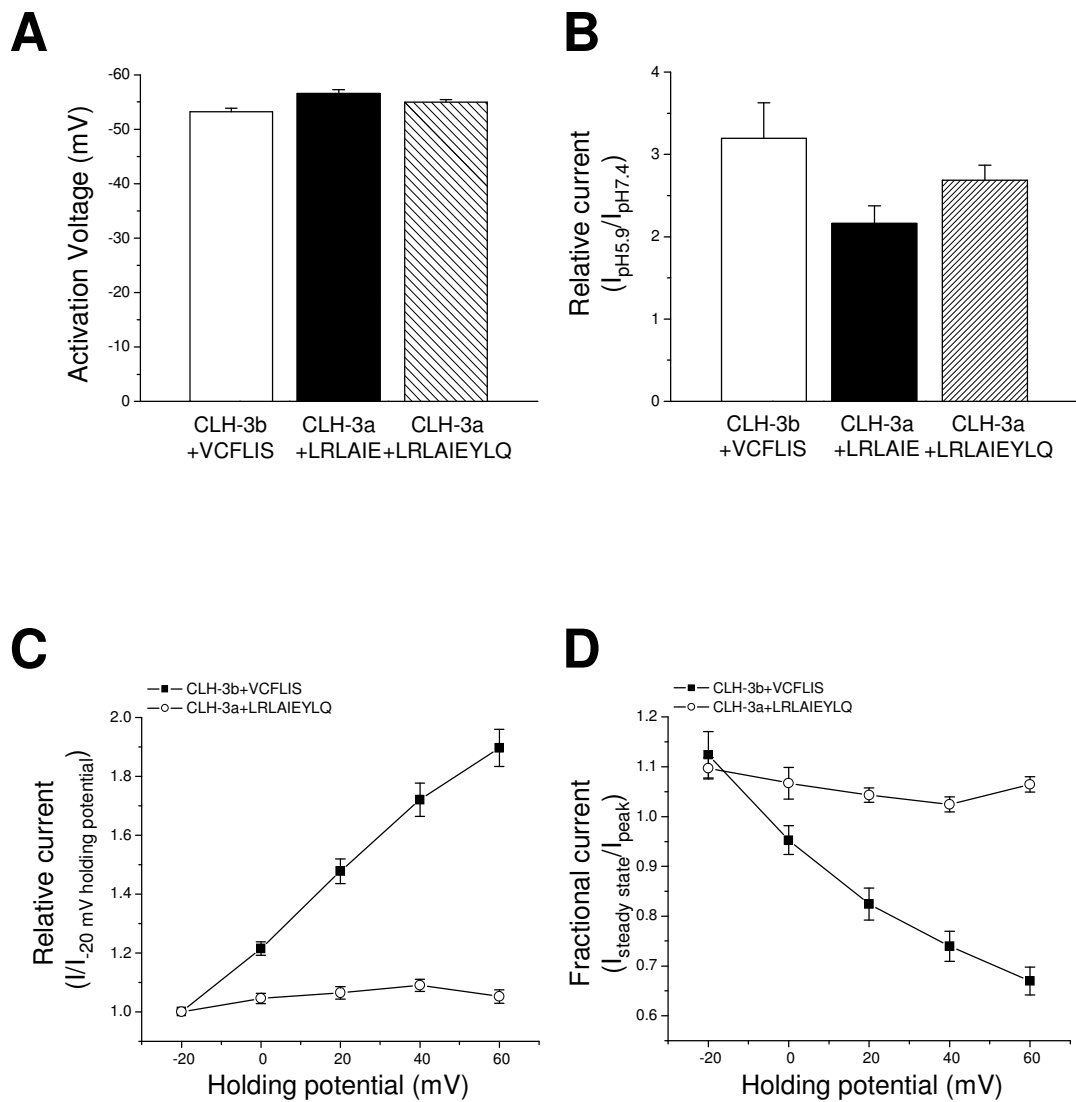 A
Activation Voltage (mV)
-60
-50
-40
-30
-20
-10
0
CLH-3b
+VCFLIS
CLH-3a
+LRLAIE
CLH-3a
+LRLAIEYLQ
B
Relative current
(IpH5.9/IpH7.4)
4
3
2
1
0
CLH-3b
+VCFLIS
CLH-3a
+LRLAIE
CLH-3a
+LRLAIEYLQ
C
CLH-3b+VCFLIS
CLH-3a+LRLAIEYLQ
Relative current
(I/I-20 mV holding potential)
2.0
1.8
1.6
1.4
1.2
1.0
-20 0 20 40 60
Holding potential (mV)
D
CLH-3b+VCFLIS
CLH-3a+LRLAIEYLQ
Fractional current
(Isteady state/Ipeak)
1.2
1.1
1.0
0.9
0.8
0.7
0.6
-20 0 20 40 60
Holding potential (mV)